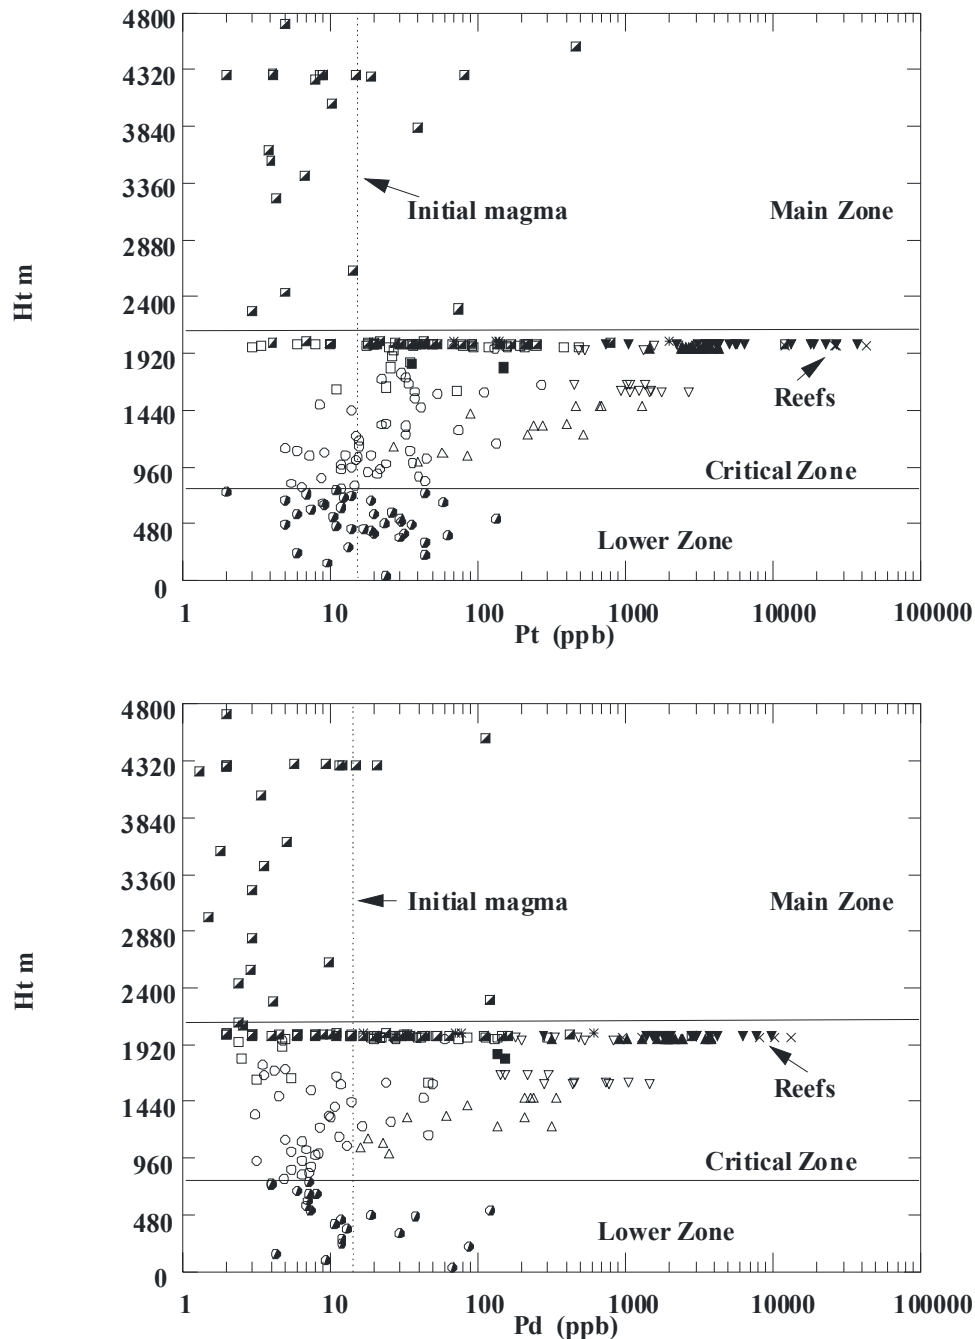 4800
4320
3840
3360
2880
2400
1920
1440
960
480
0
Ht m
Initial magma
Main Zone
Reefs
Critical Zone
Lower Zone
1 10 100 1000 10000 100000
Pt (ppb)
4800
4320
3840
3360
2880
2400
1920
1440
960
480
0
Ht m
Initial magma
Main Zone
Reefs
Critical Zone
Lower Zone
1 10 100 1000 10000 100000
Pd (ppb)